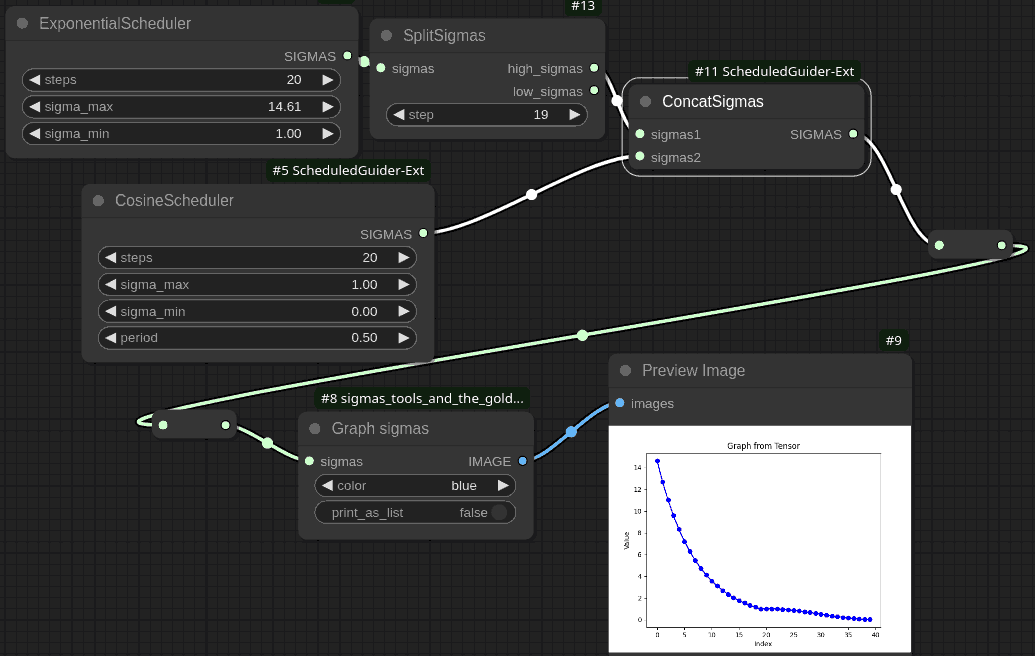 ExponentialScheduler
SIGMAS
steps 20
sigma_max 14.61
sigma_min 1.00
#13
SplitSigmas
sigmas high_sigmas
low_sigmas
step 19
#11 ScheduledGuider-Ext
ConcatSigmas
sigmas1 SIGMAS
sigmas2
#5 ScheduledGuider-Ext
CosineScheduler
SIGMAS
steps 20
sigma_max 1.00
sigma_min 0.00
period 0.50
#8 sigmas_tools_and_the_gold...
Graph sigmas
sigmas IMAGE
color blue
print_as_list false
#9
Preview Image
images
Graph from Tensor
Value
14
12
10
8
6
4
2
0
0 5 10 15 20 25 30 35 40
Index